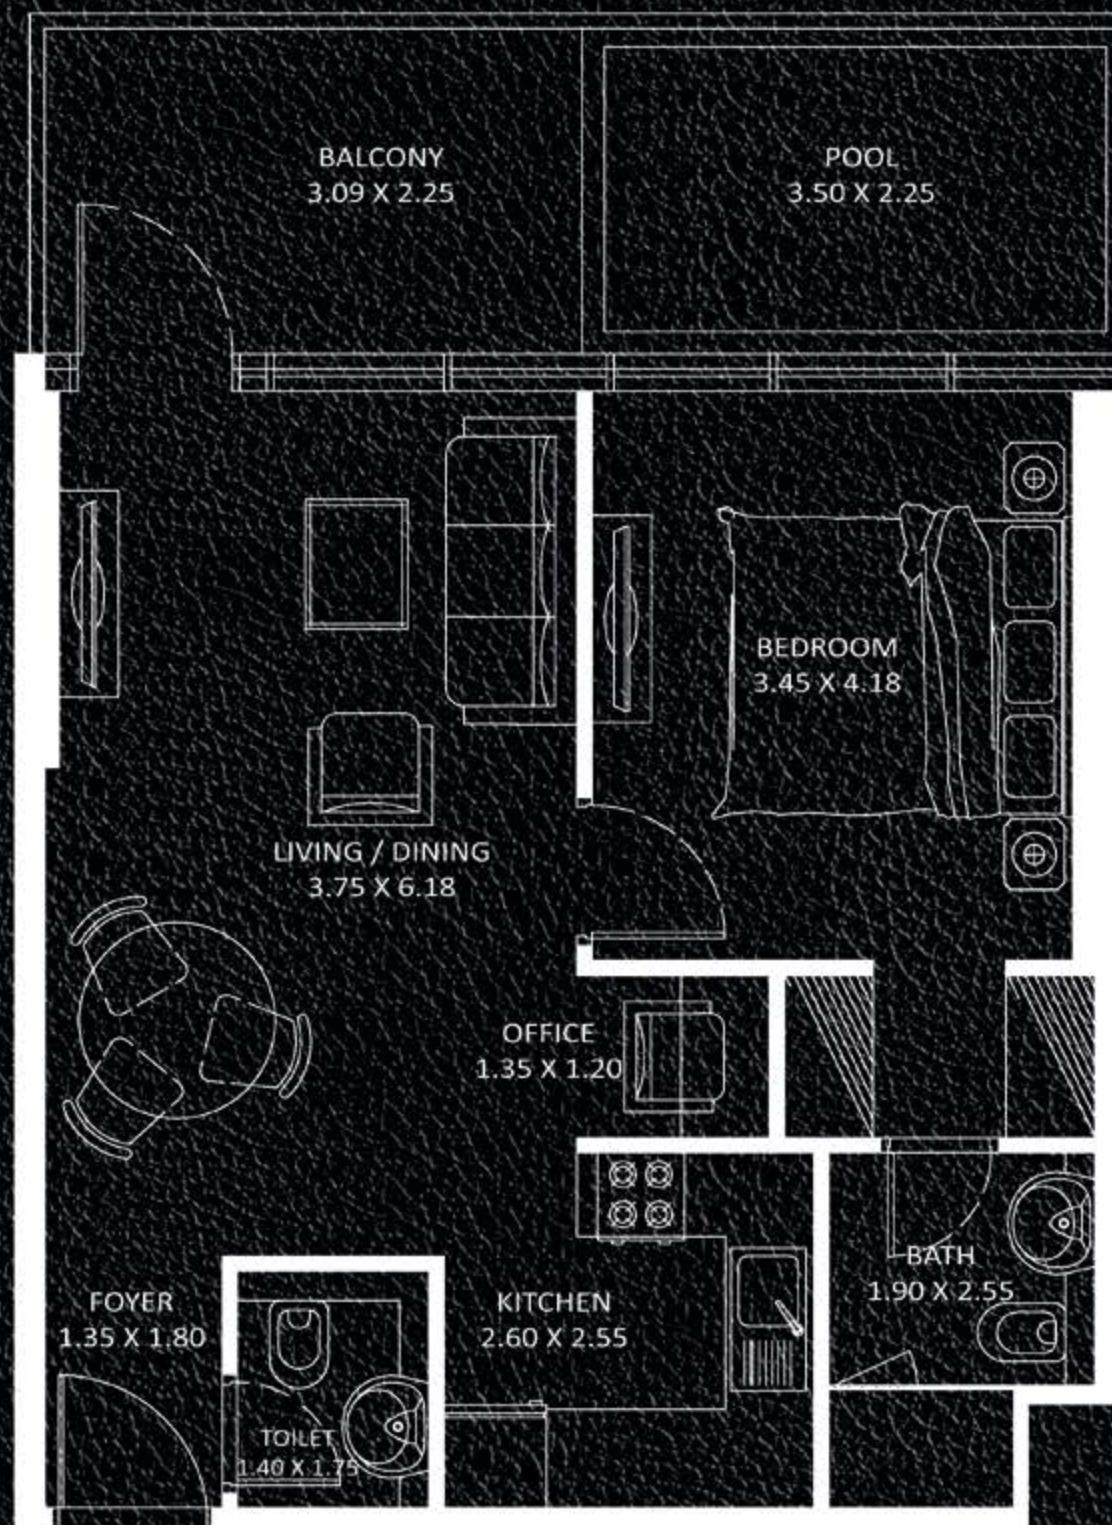 BALCONY
3.09 X 2.25
POOL
3.50 X 2.25
BEDROOM
3.45 X 4.18
LIVING / DINING
3.75 X 6.18
OFFICE
1.35 X 1.20
BATH
1.90 X 2.55
FOYER
1.35 X 1.80
KITCHEN
2.60 X 2.55
TOILET
1.40 X 1.75